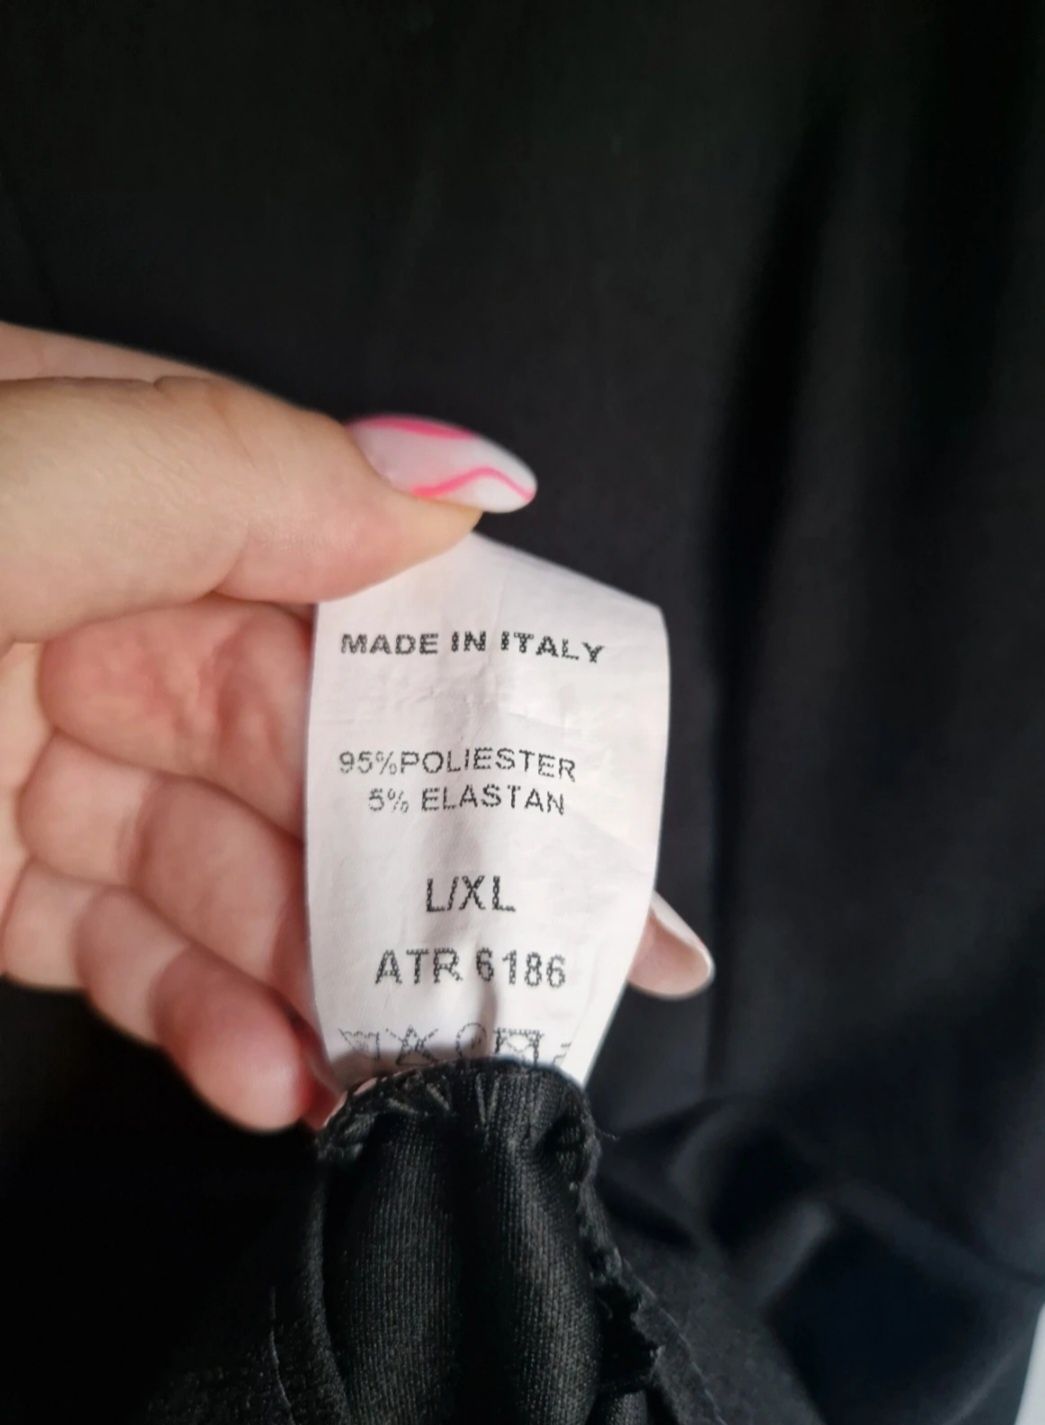 MADE IN ITALY
95%POLIESTER
5% ELASTAN
L/XL
ATR 6186